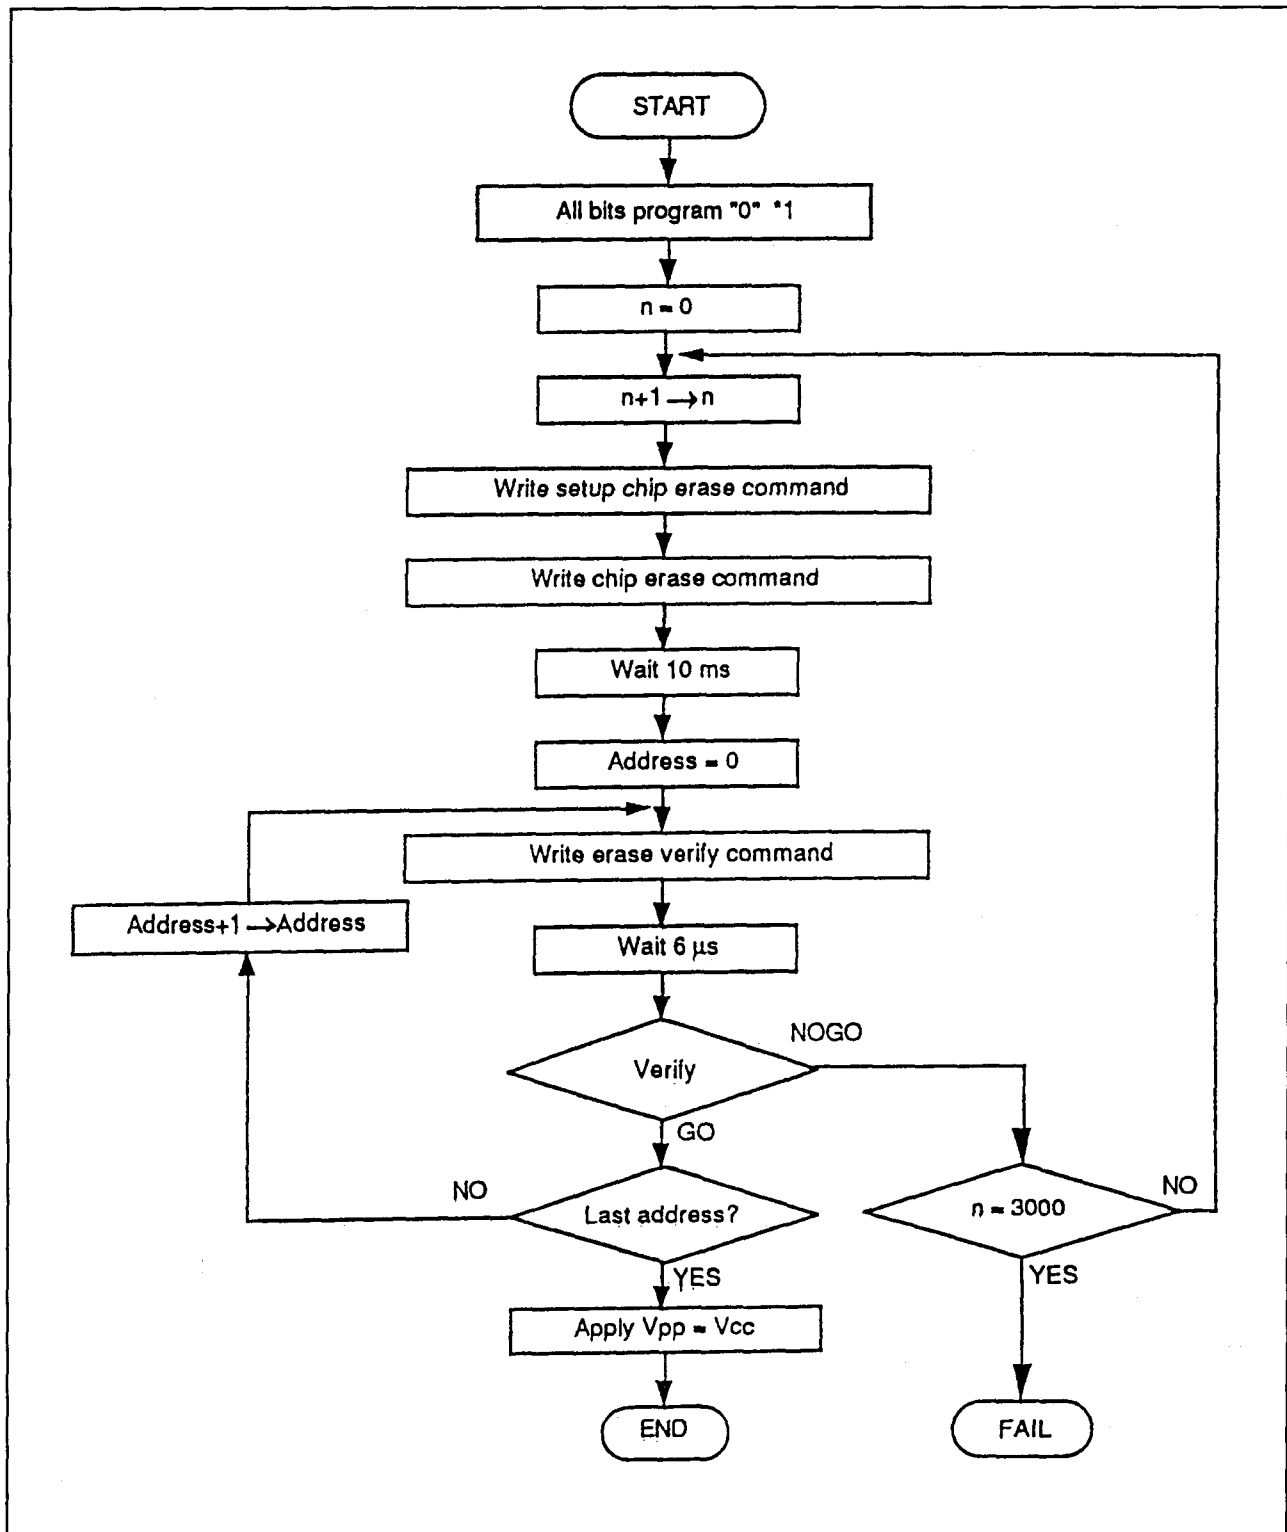 START
All bits program "0" *1
n = 0
n+1 → n
Write setup chip erase command
Write chip erase command
Wait 10 ms
Address = 0
Write erase verify command
Address+1 → Address
Wait 6 µs
NOGO
Verify
GO
NO
Last address?
n = 3000
NO
YES
YES
Apply Vpp = Vcc
END
FAIL